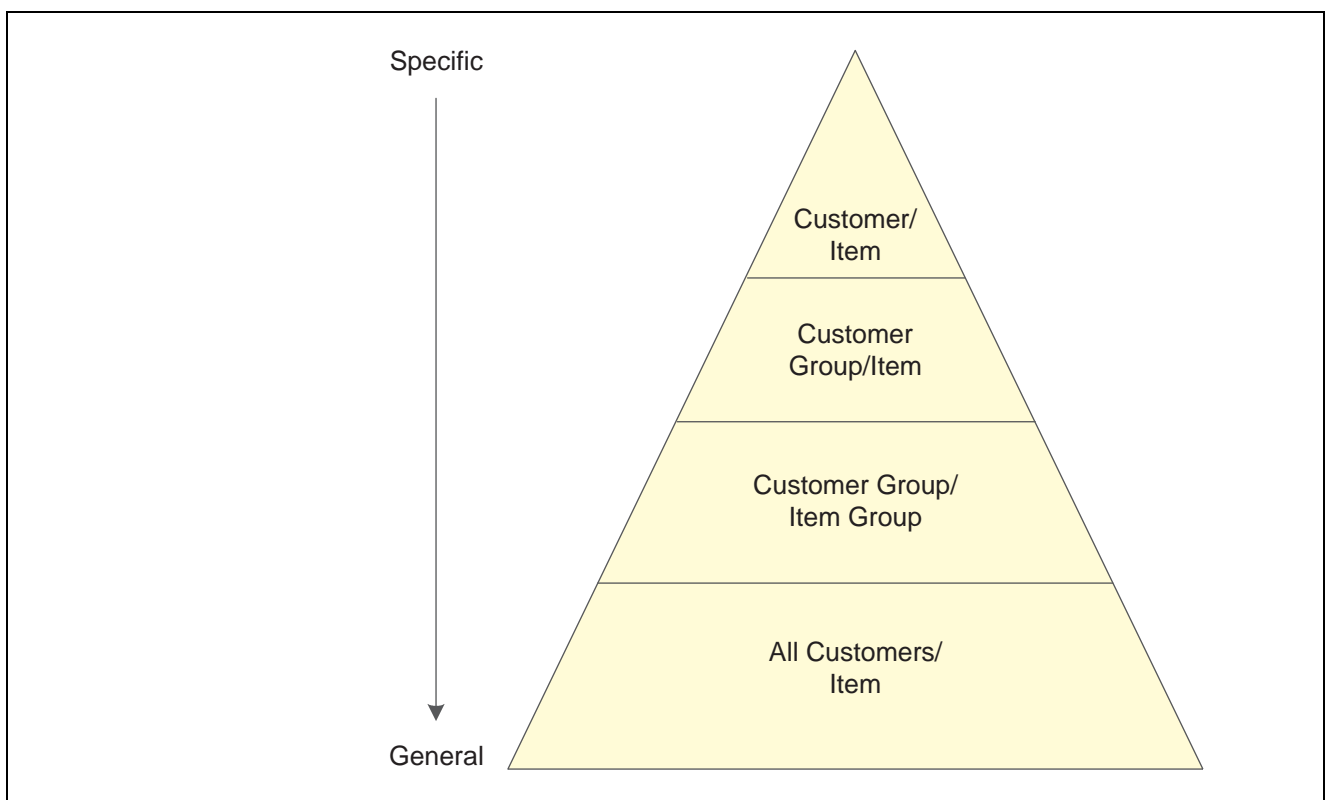 Specific
Customer/
Item
Customer
Group/Item
Customer Group/
Item Group
All Customers/
Item
General